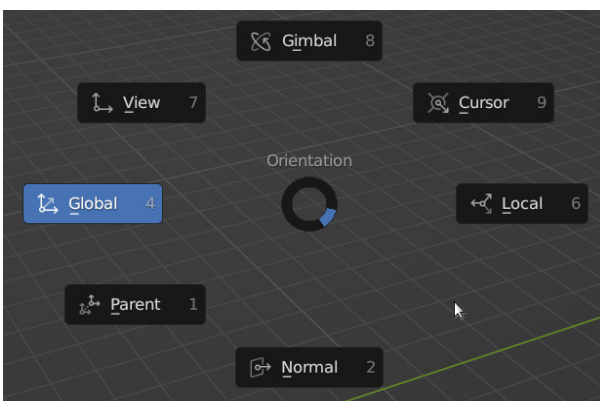 Gimbal 8
View 7
Cursor 9
Orientation
Global 4
Local 6
Parent 1
Normal 2